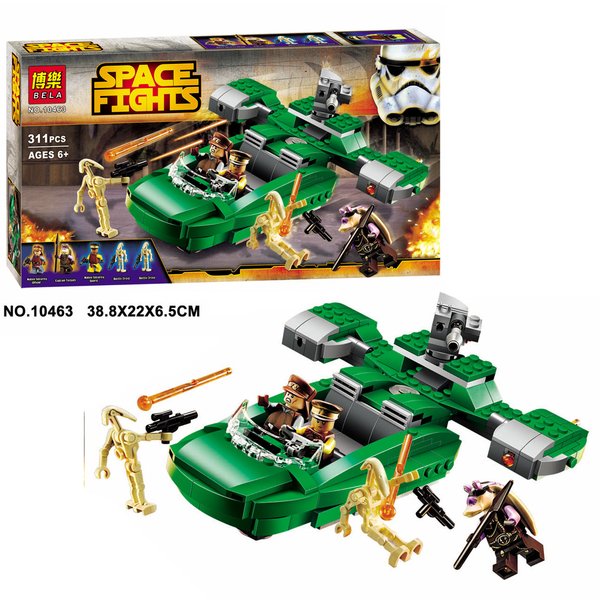 博樂
BELA
NO.10463
SPACE
FIGHTS
311PCS
AGES 6+
NO.10463 38.8X22X6.5CM